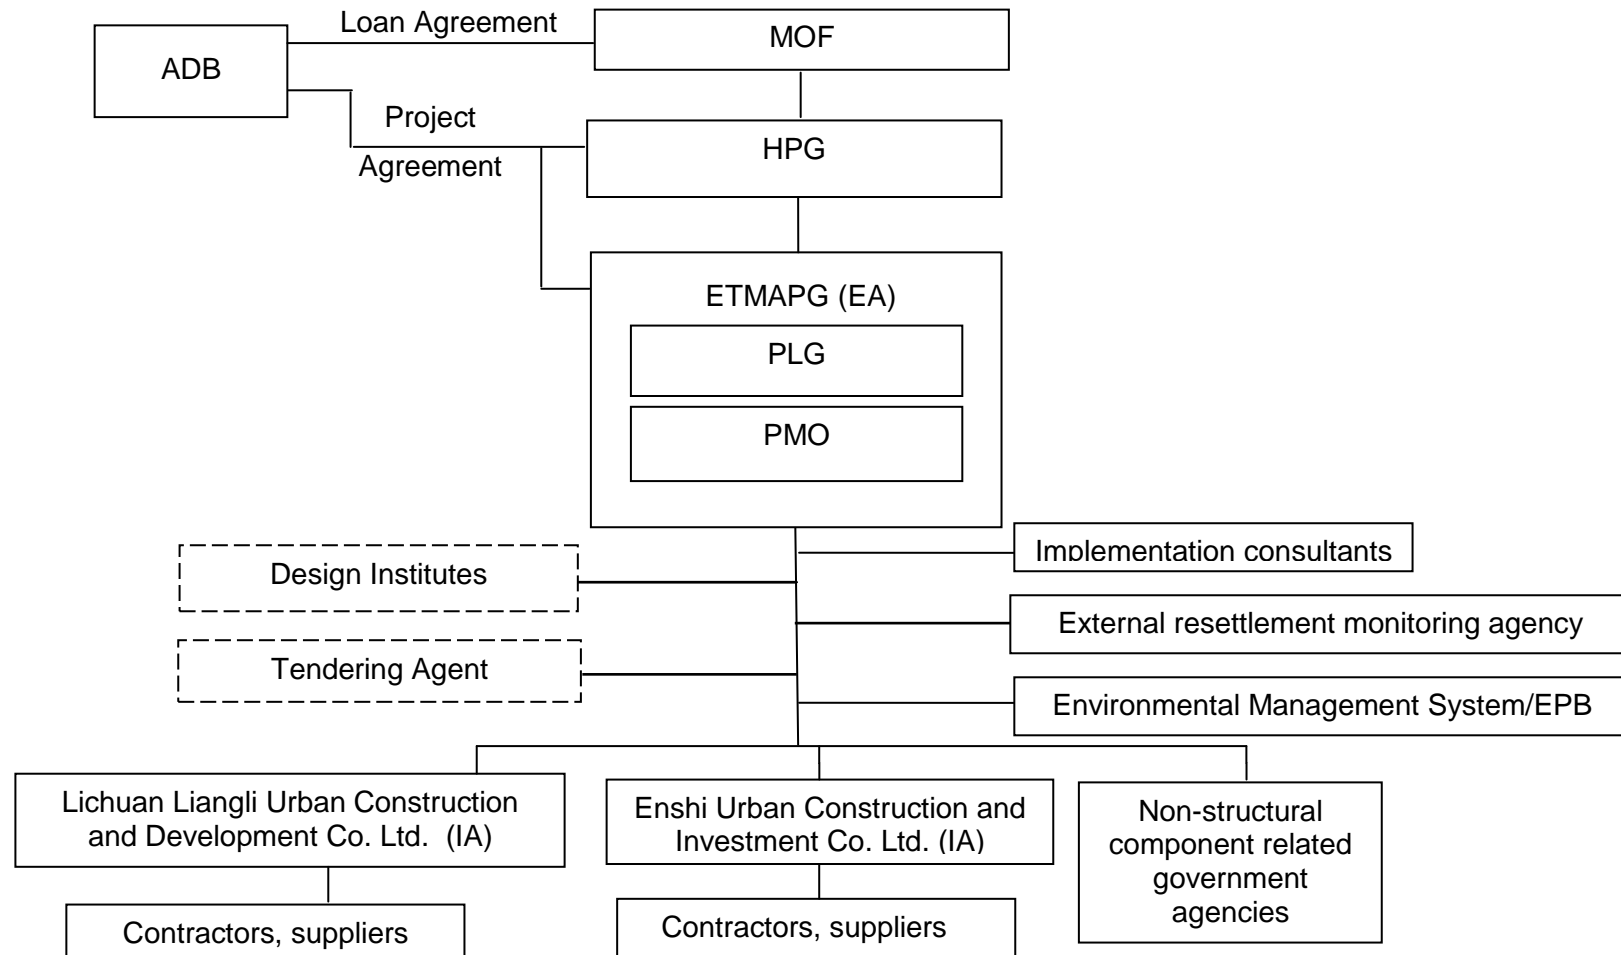 Loan Agreement
MOF
ADB
Project
Agreement
HPG
ETMAPG (EA)
PLG
PMO
Implementation consultants
Design Institutes
External resettlement monitoring agency
Tendering Agent
Environmental Management System/EPB
Lichuan Liangli Urban Construction
and Development Co. Ltd. (IA)
Enshi Urban Construction and
Investment Co. Ltd. (IA)
Non-structural
component related
government
agencies
Contractors, suppliers
Contractors, suppliers